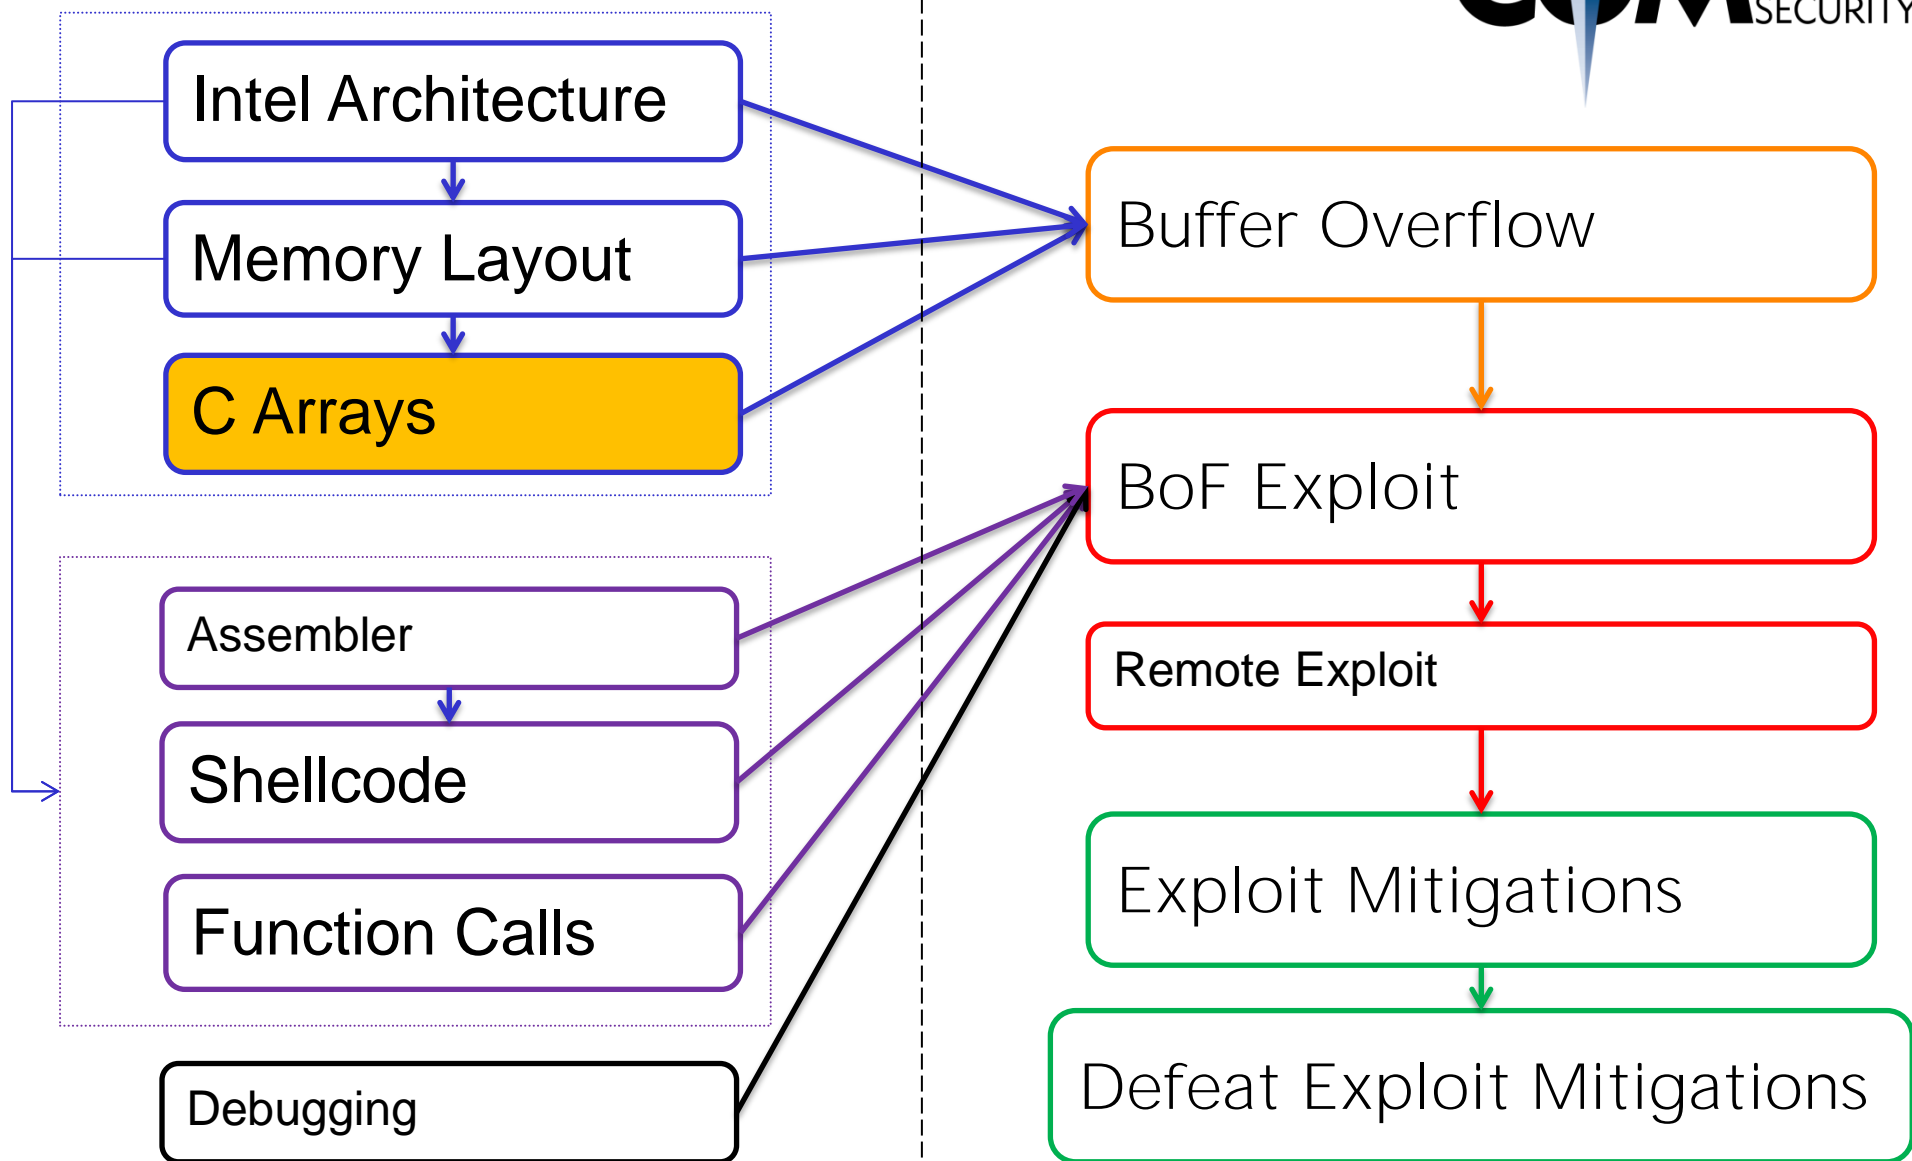 SECURITY
Intel Architecture
Memory Layout
C Arrays
Assembler
Shellcode
Function Calls
Debugging
Buffer Overflow
BoF Exploit
Remote Exploit
Exploit Mitigations
Defeat Exploit Mitigations